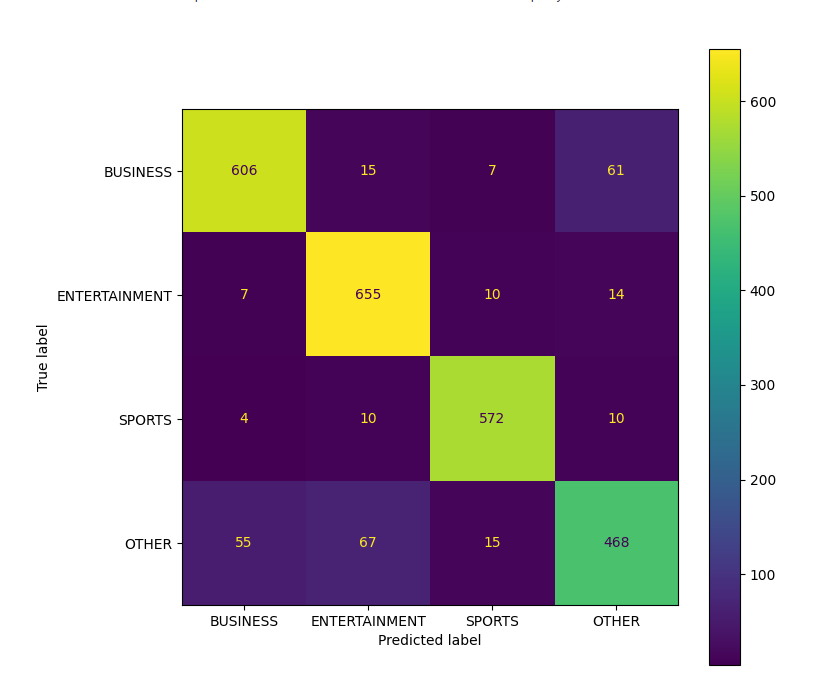 600
BUSINESS 606 15 7 61
500
ENTERTAINMENT 7 655 10 14
400
True label
300
SPORTS 4 10 572 10
200
OTHER 55 67 15 468
100
BUSINESS ENTERTAINMENT SPORTS OTHER
Predicted label